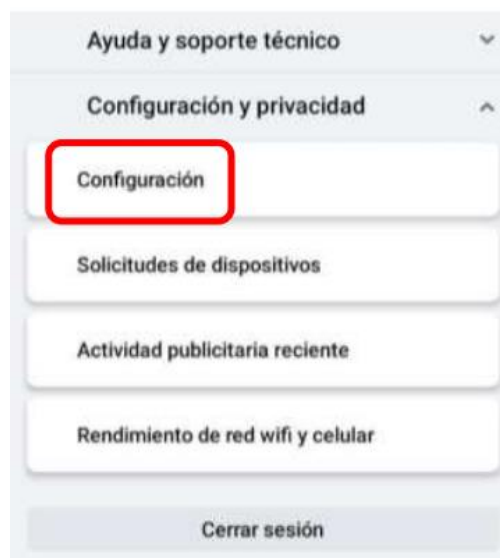 Ayuda y soporte técnico
Configuración y privacidad
Configuración
Solicitudes de dispositivos
Actividad publicitaria reciente
Rendimiento de red wifi y celular
Cerrar sesión